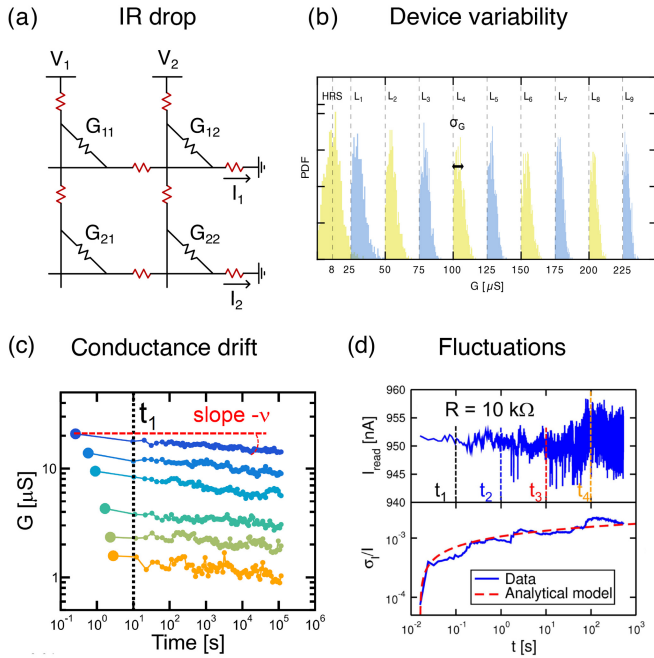 (a) IR drop
V1 V2
G11 G12
I1
G21 G22
I2
(b) Device variability
HRS L1 L2 L3 L4 L5 L6 L7 L8 L9
σG
PDF
8 25 50 75 100 125 150 175 200 225
G [μS]
(c) Conductance drift
t1
slope -ν
10
1
G [μS]
10⁻¹ 10⁰ 10¹ 10² 10³ 10⁴ 10⁵ 10⁶
Time [s]
(d) Fluctuations
960
955
950
945
940
Iread [nA]
R = 10 kΩ
t1 t2 t3 t4
10⁻³
10⁻⁴
σI/I
Data
Analytical model
10⁻² 10⁻¹ 10⁰ 10¹ 10² 10³
t [s]